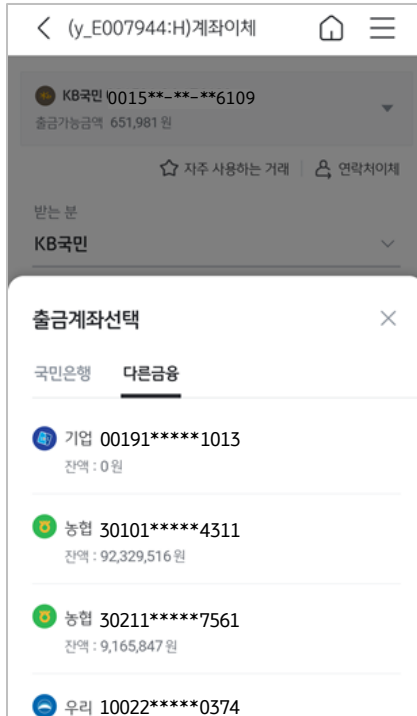 (y_E007944:H)계좌이체
KB국민 0015**-**-**6109
출금가능금액 651,981 원
자주 사용하는 거래 연락처이체
받는 분
KB국민
출금계좌선택
국민은행 다른금융
기업 00191*****1013
잔액 : 0 원
농협 30101*****4311
잔액 : 92,329,516 원
농협 30211*****7561
잔액 : 9,165,847 원
우리 10022*****0374